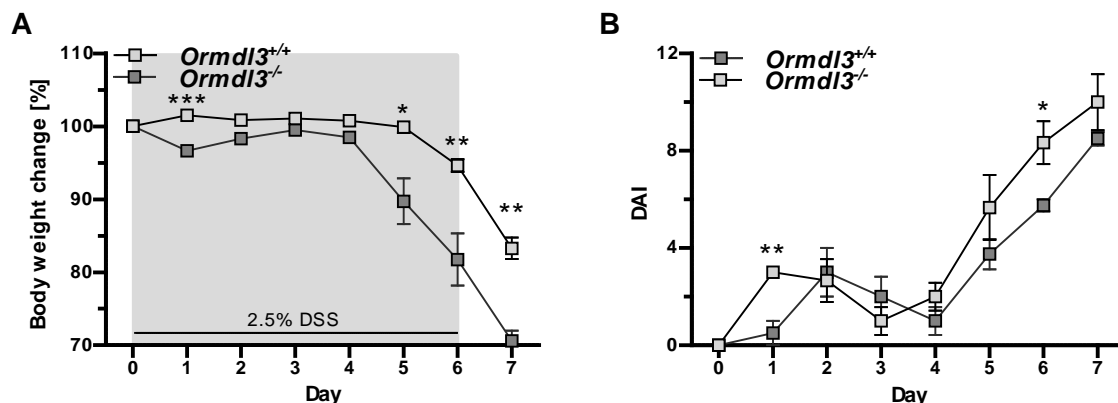 A
Ormdl3+/+
Ormdl3-/-
Body weight change [%]
110
100
90
80
70
***
*
**
**
2.5% DSS
0 1 2 3 4 5 6 7
Day
B
Ormdl3+/+
Ormdl3-/-
DAI
12
8
4
0
**
*
0 1 2 3 4 5 6 7
Day